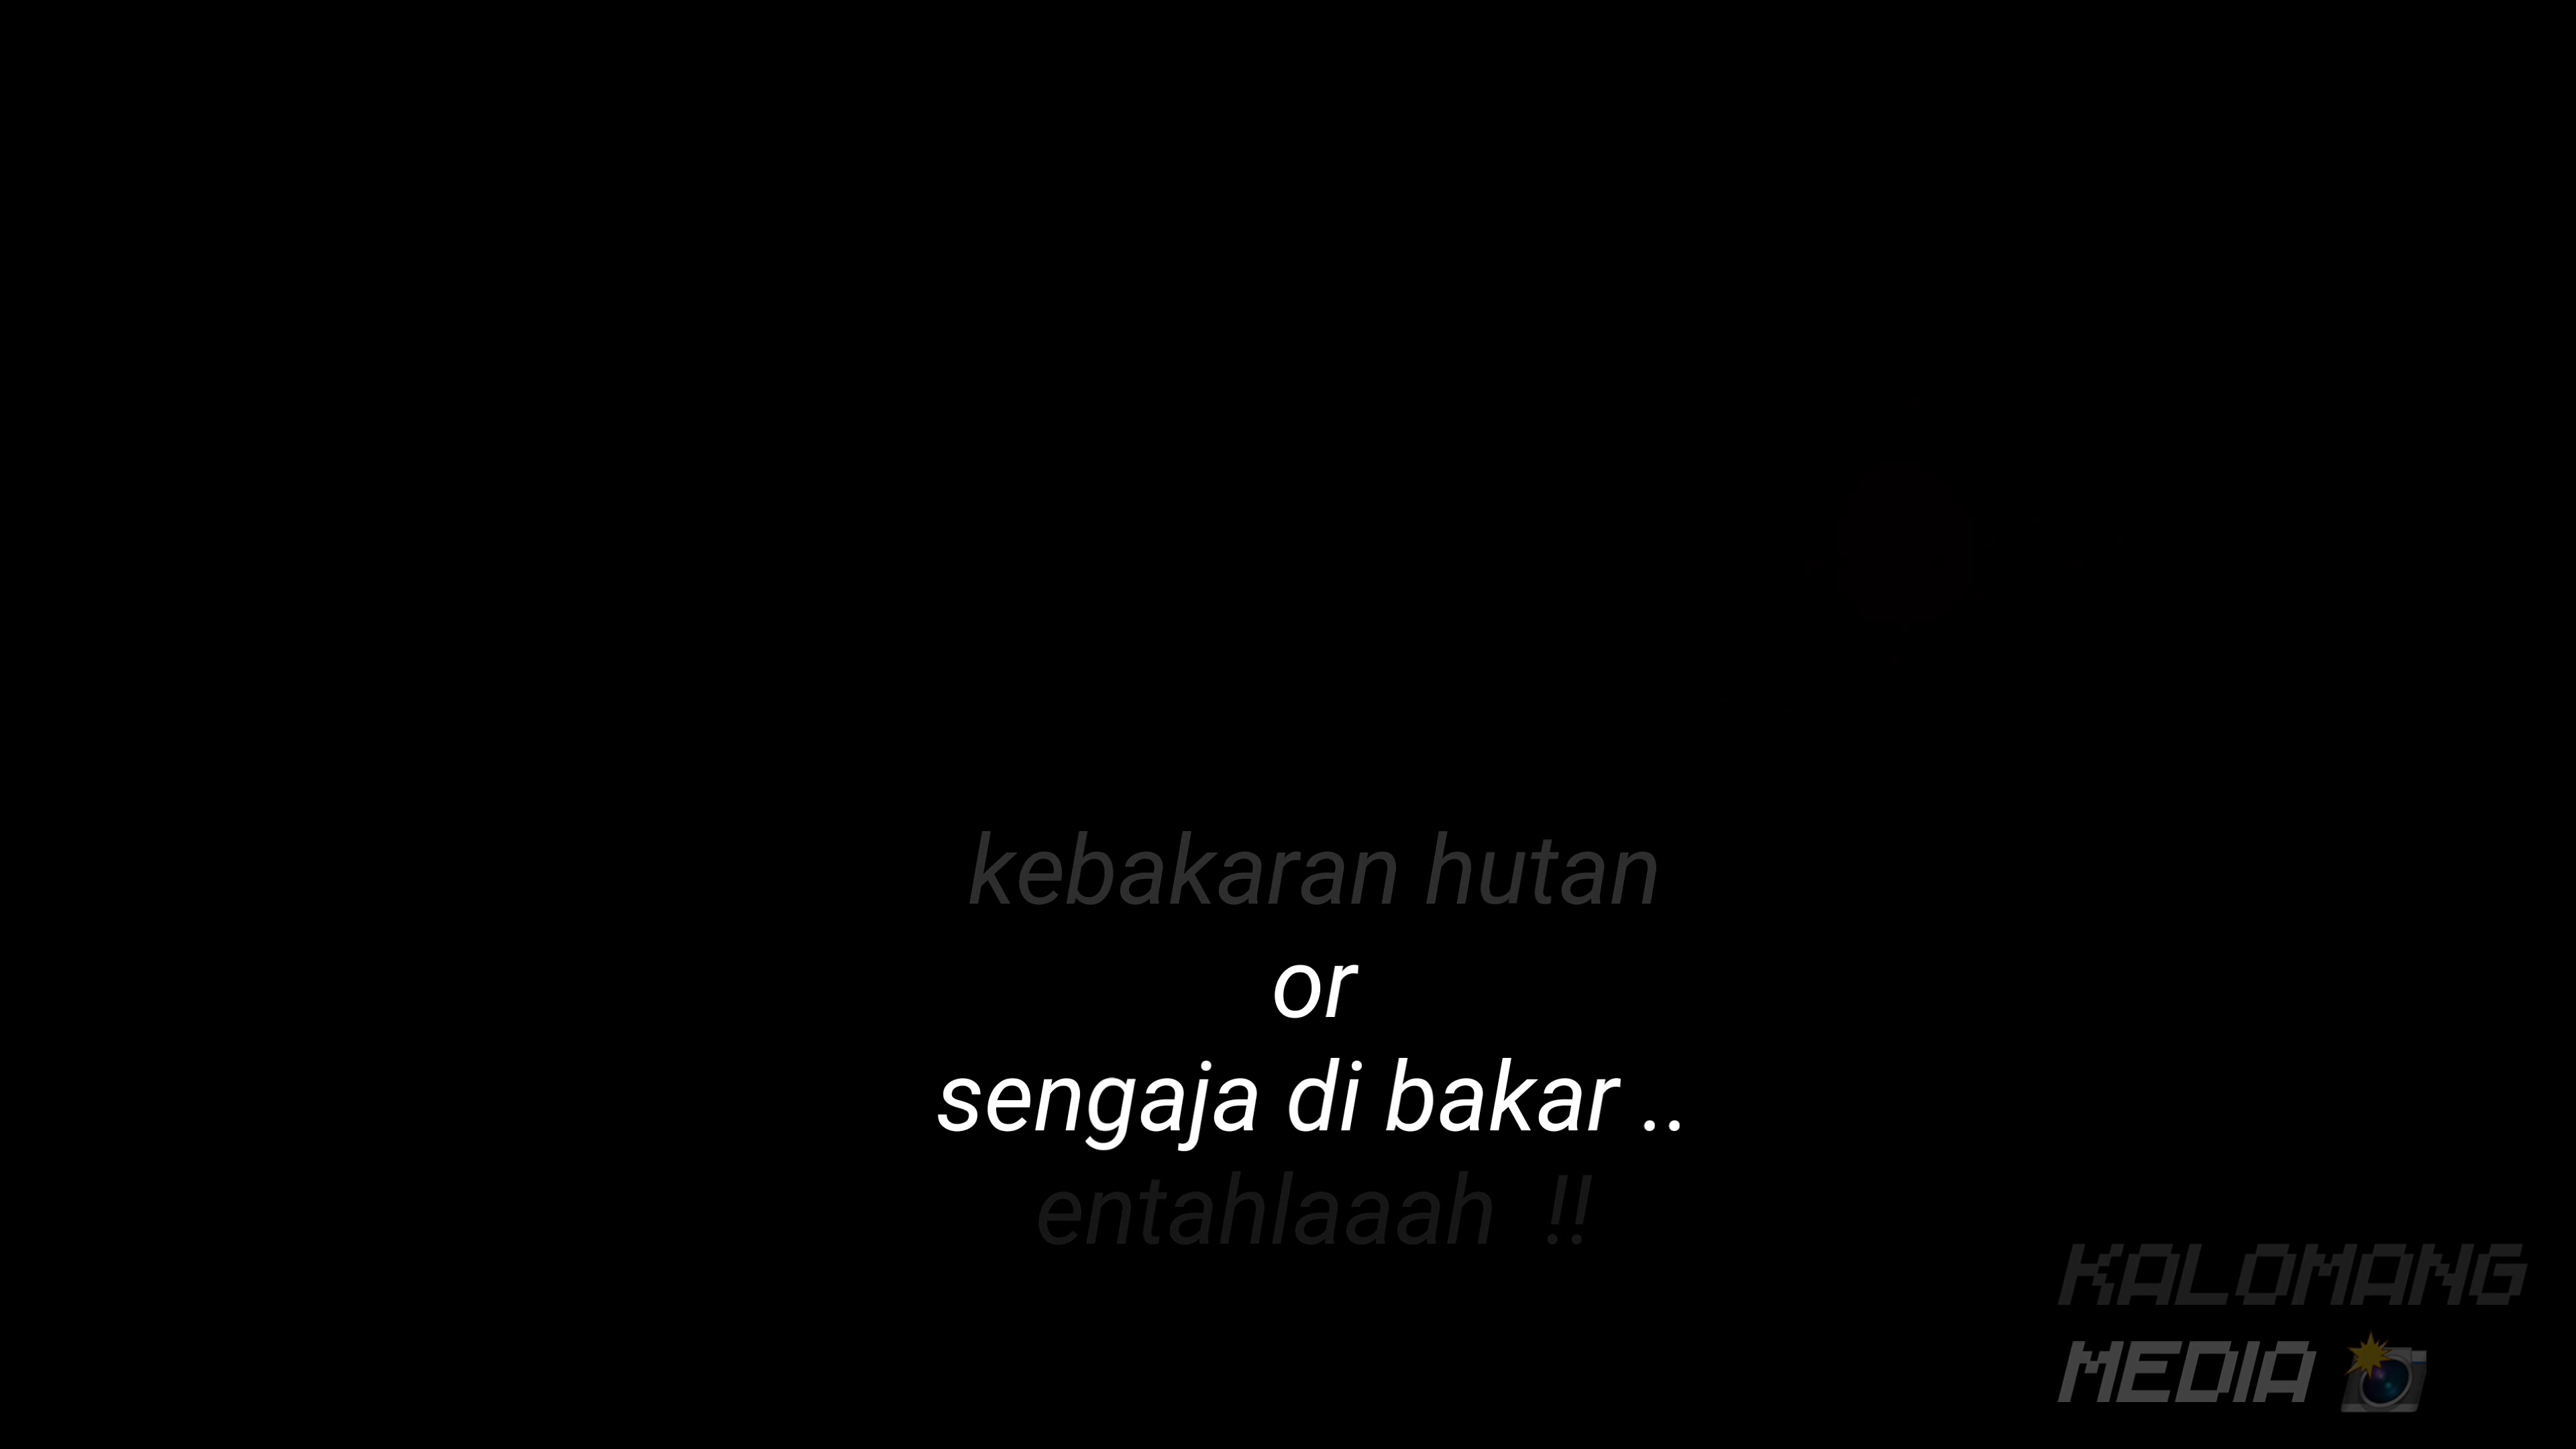 kebakaran hutan
or
sengaja di bakar ..
entahlaaah !!
KALOMANG
MEDIA